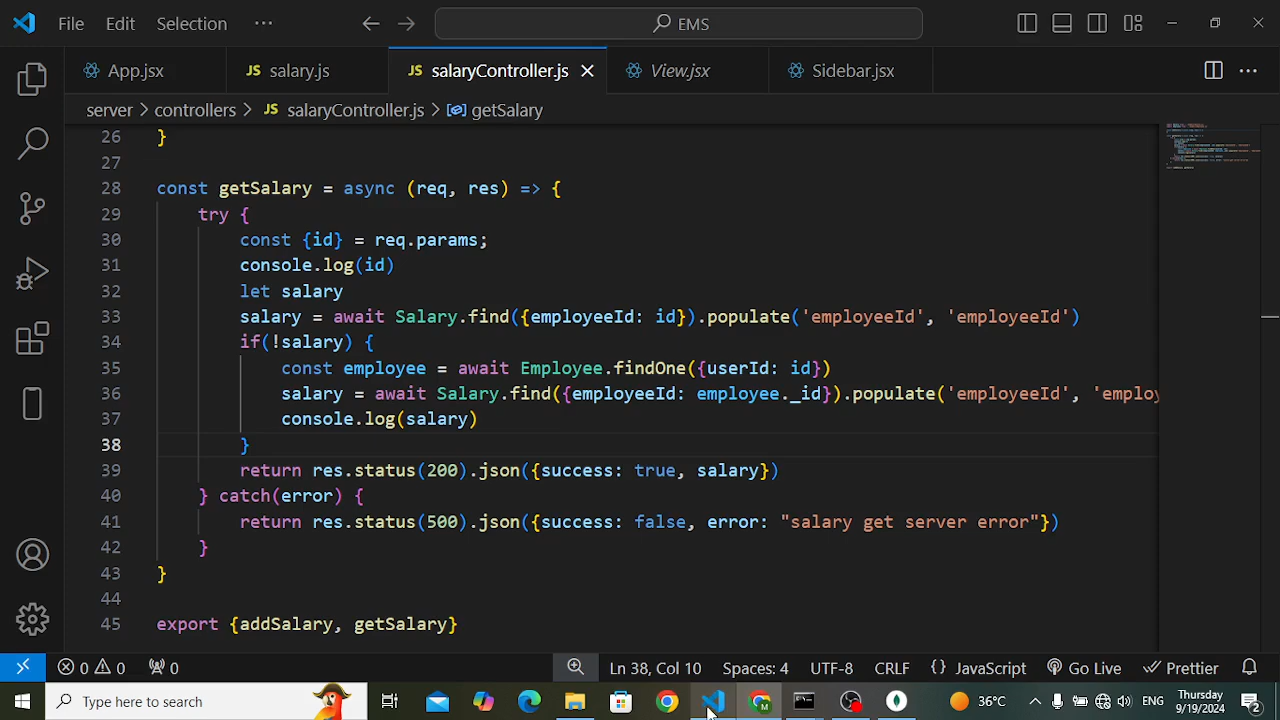 File Edit Selection ··· EMS
App.jsx JS salary.js JS salaryController.js View.jsx Sidebar.jsx ···
server > controllers > JS salaryController.js > getSalary
26 }
27
28 const getSalary = async (req, res) => {
29 try {
30 const {id} = req.params;
31 console.log(id)
32 let salary
33 salary = await Salary.find({employeeId: id}).populate('employeeId', 'employeeId')
34 if(!salary) {
35 const employee = await Employee.findOne({userId: id})
36 salary = await Salary.find({employeeId: employee._id}).populate('employeeId', 'employ
37 console.log(salary)
38 }
39 return res.status(200).json({success: true, salary})
40 } catch(error) {
41 return res.status(500).json({success: false, error: "salary get server error"})
42 }
43 }
44
45 export {addSalary, getSalary}
0 0 0 Ln 38, Col 10 Spaces: 4 UTF-8 CRLF {} JavaScript Go Live Prettier
Type here to search 36°C ENG Thursday
9/19/2024 2